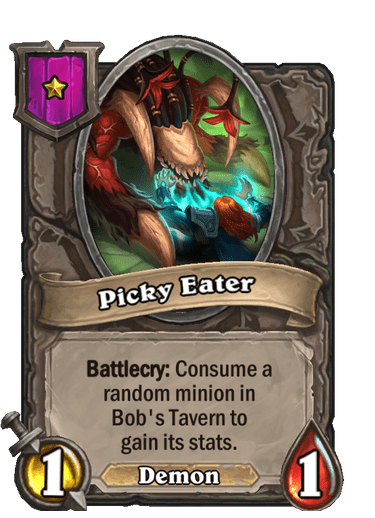 Picky Eater
Battlecry: Consume a
random minion in
Bob's Tavern to
gain its stats.
1
Demon
1